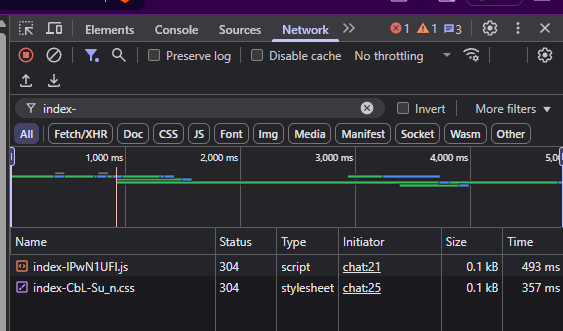 Elements Console Sources Network 1 1 3
Preserve log Disable cache No throttling
index- Invert More filters
All Fetch/XHR Doc CSS JS Font Img Media Manifest Socket Wasm Other
1,000 ms 2,000 ms 3,000 ms 4,000 ms 5,0
Name Status Type Initiator Size Time
index-IPwN1UFI.js 304 script chat:21 0.1 kB 493 ms
index-CbL-Su_n.css 304 stylesheet chat:25 0.1 kB 357 ms